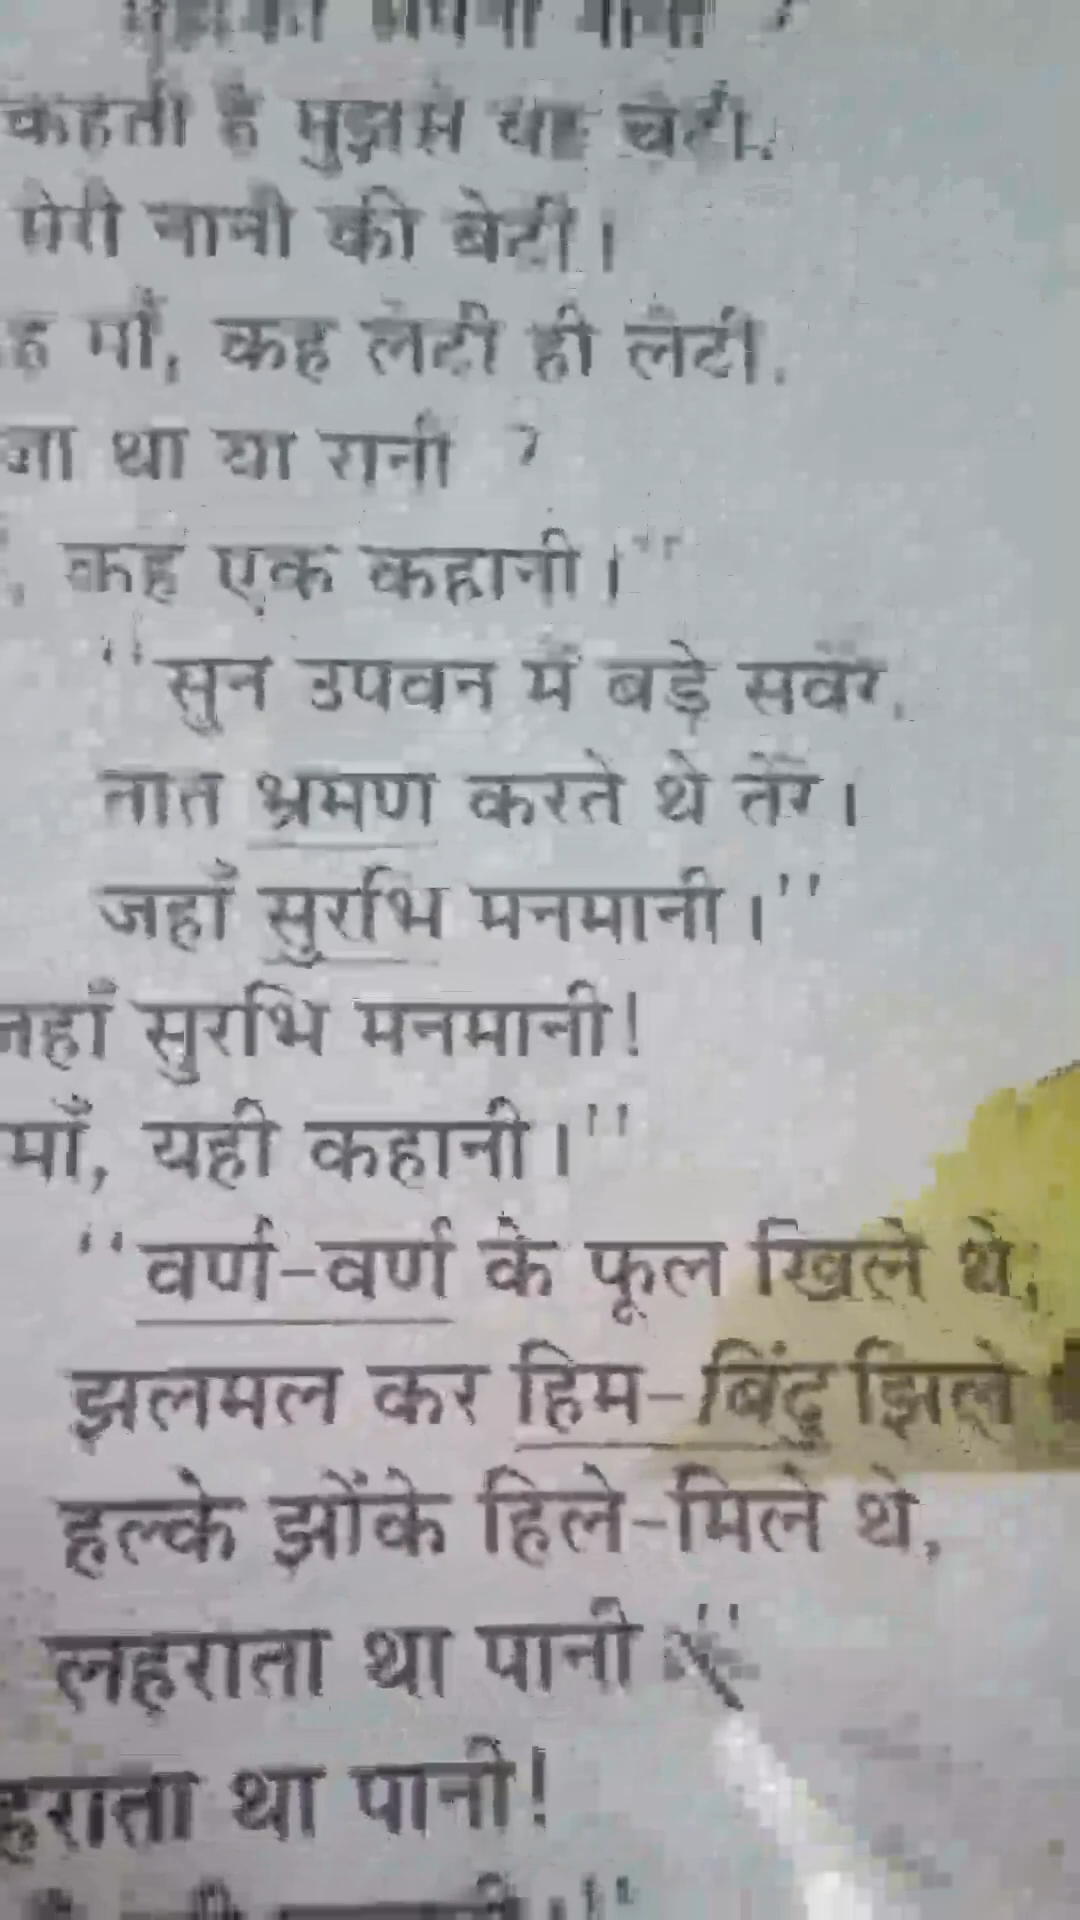 कहती है मुझसे यह चेटी,
मेरी नानी की बेटी।
ह माँ, कह लेटी ही लेटी,
जा था या रानी ?
, कह एक कहानी।"
"सुन उपवन में बड़े सवेरे,
तात भ्रमण करते थे तेरे।
जहाँ सुरभि मनमानी।"
जहाँ सुरभि मनमानी!
माँ, यही कहानी।"
"वर्ण-वर्ण के फूल खिले थे,
झलमल कर हिम-बिंदु झिले
हल्के झोंके हिले-मिले थे,
लहराता था पानी
हराता था पानी!